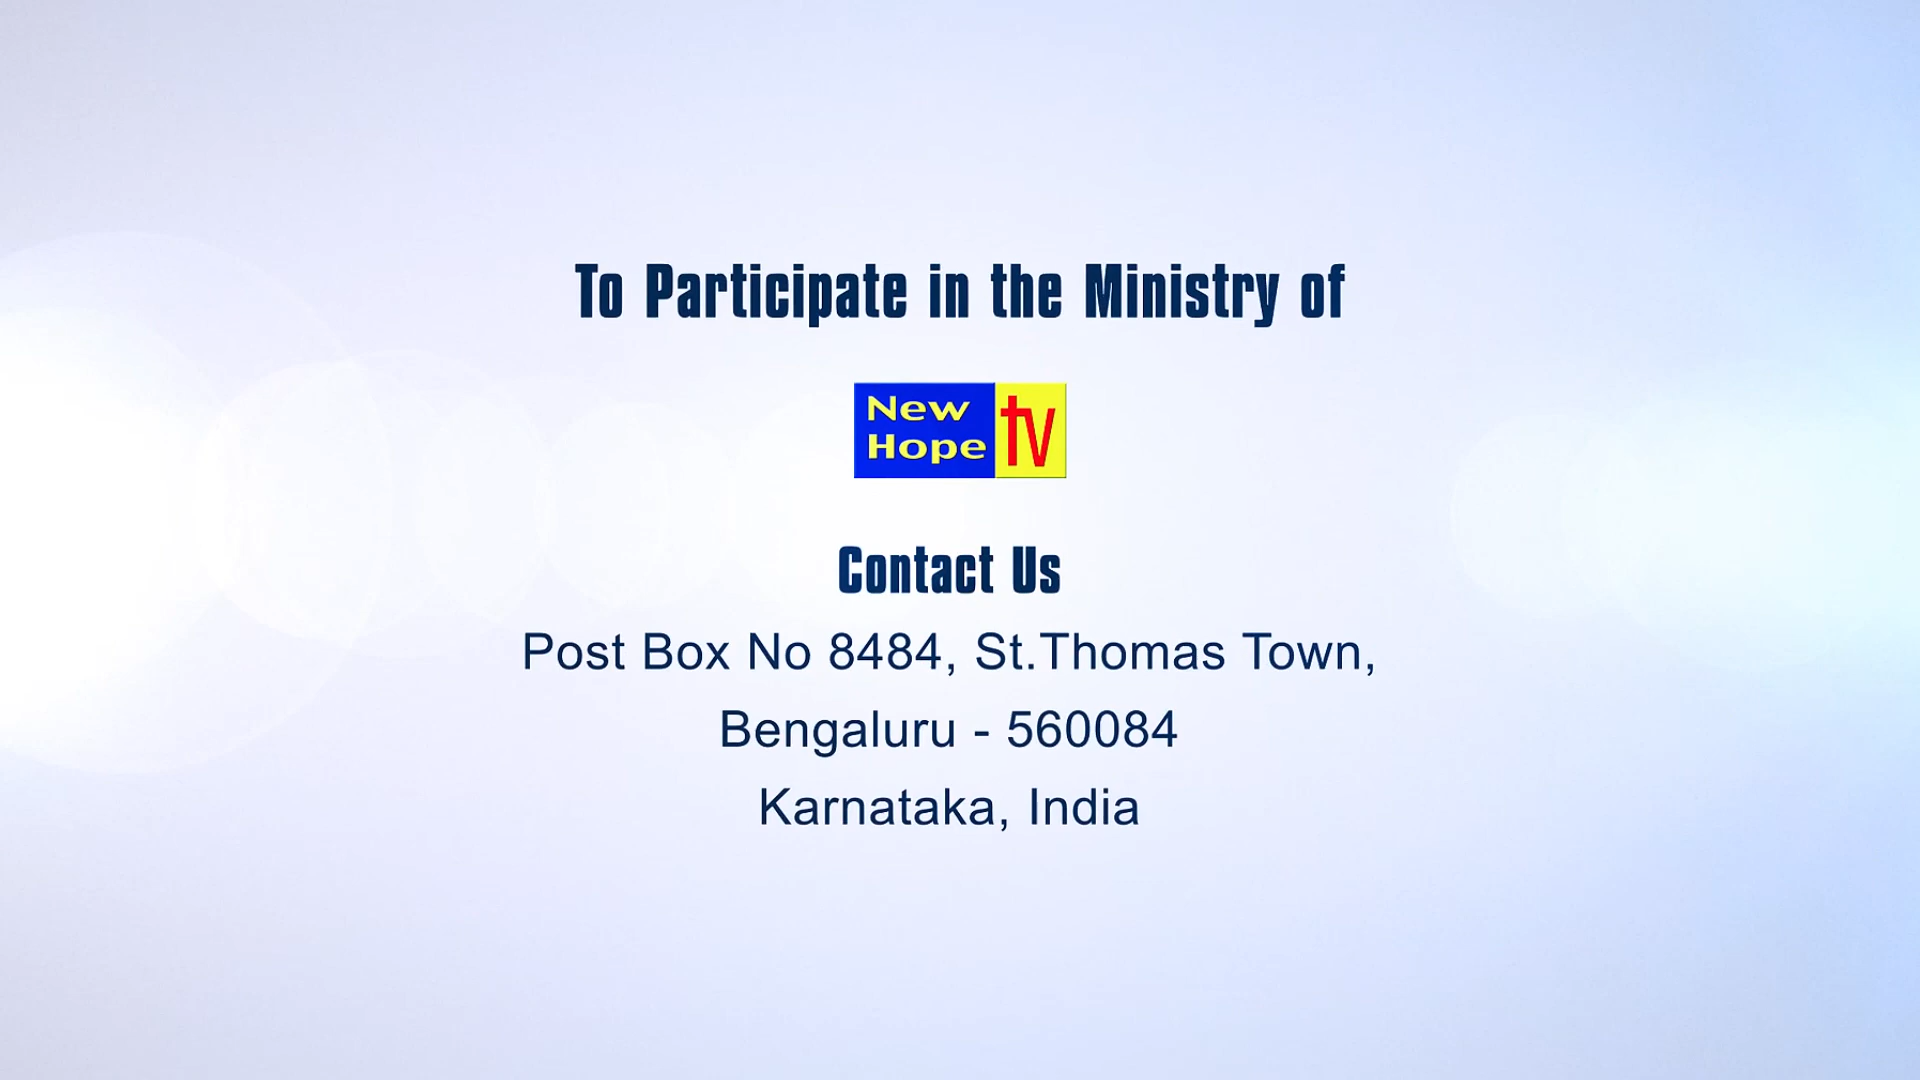 To Participate in the Ministry of
New
Hope
tv
Contact Us
Post Box No 8484, St.Thomas Town,
Bengaluru - 560084
Karnataka, India